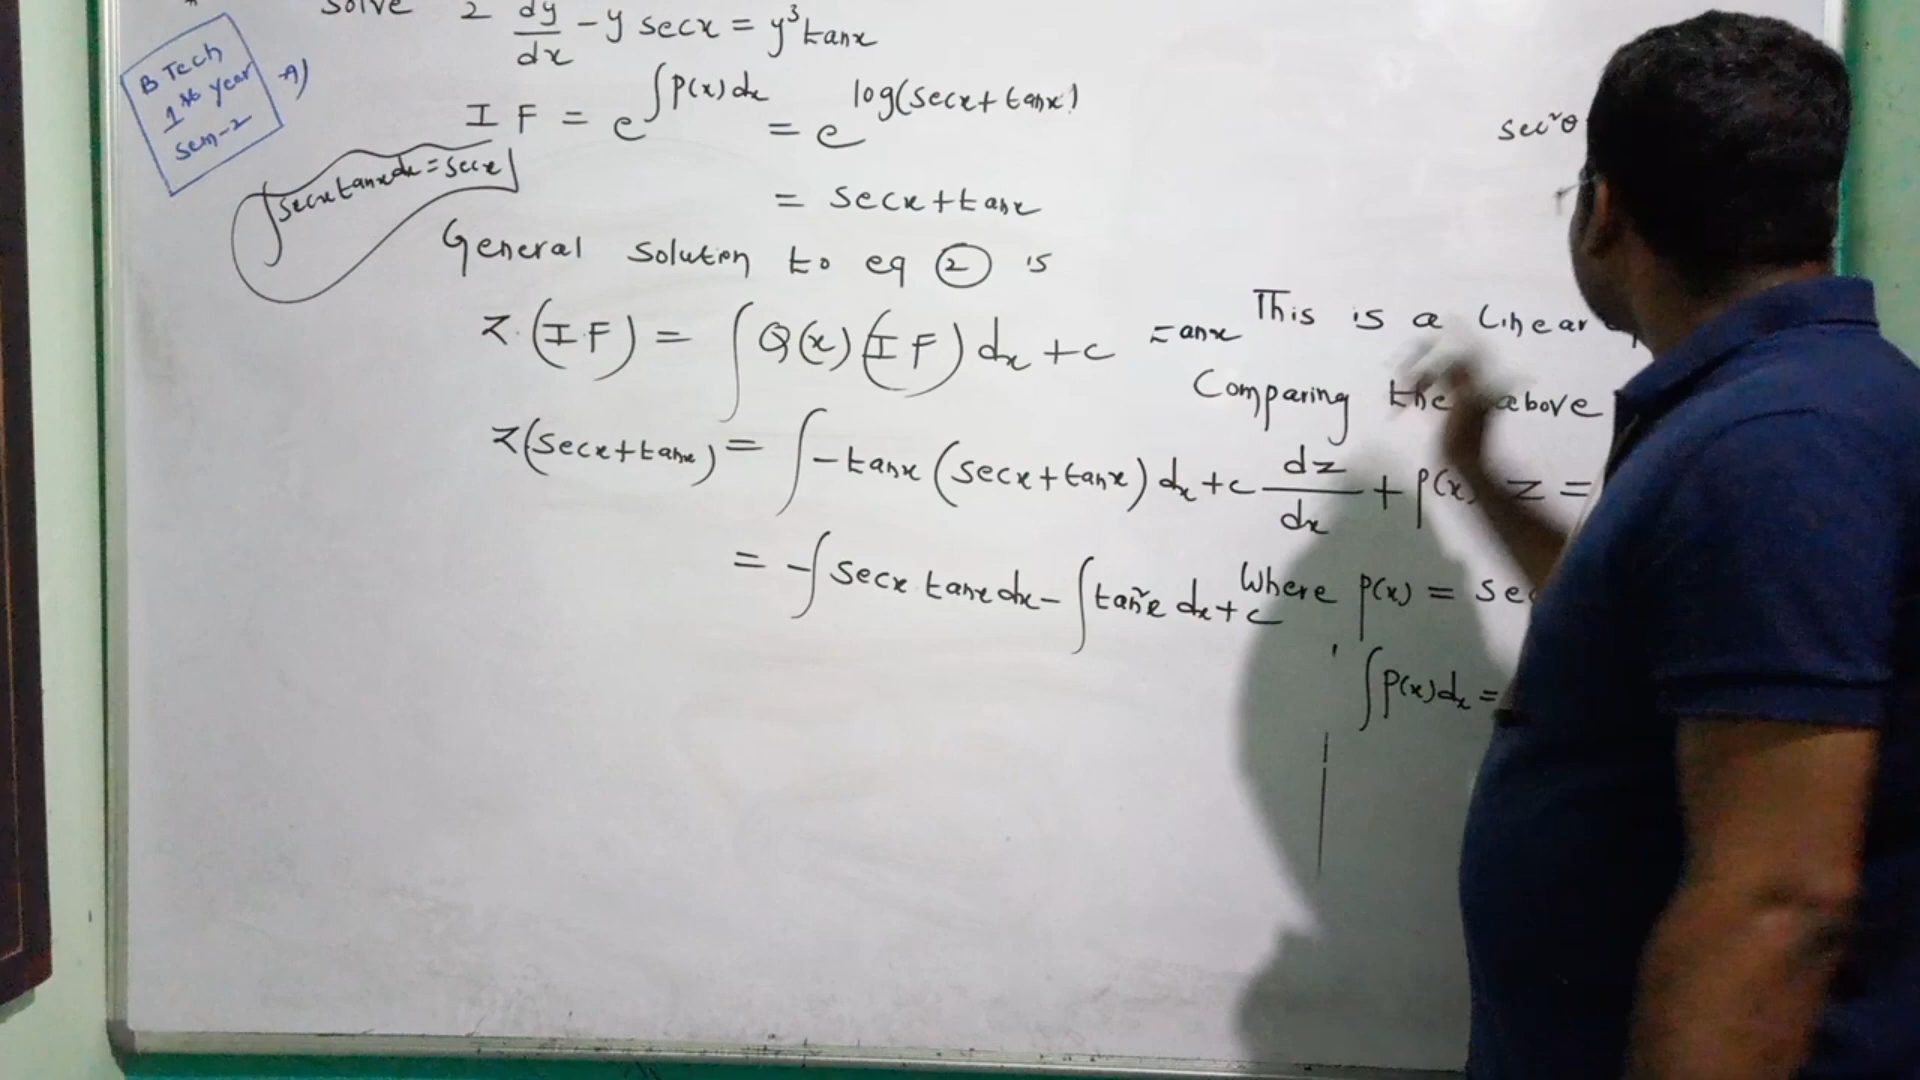 Solve 2 dy/dx - y secx = y³ tanx
B Tech
1st year
Sem-2
A)
I F = e^∫p(x)dx = e^log(secx+tanx)
∫secx tanx dx = secx
= secx+tanx
General solution to eq ② is
z.(IF) = ∫Q(x)(IF)dx+c
z(secx+tanx) = ∫-tanx(secx+tanx)dx+c
= -∫secx tanx dx - ∫tan²x dx+c
sec²θ
anx
This is a linear
Comparing the above
dz/dx + p(x) z =
Where p(x) = sec
∫p(x)dx =